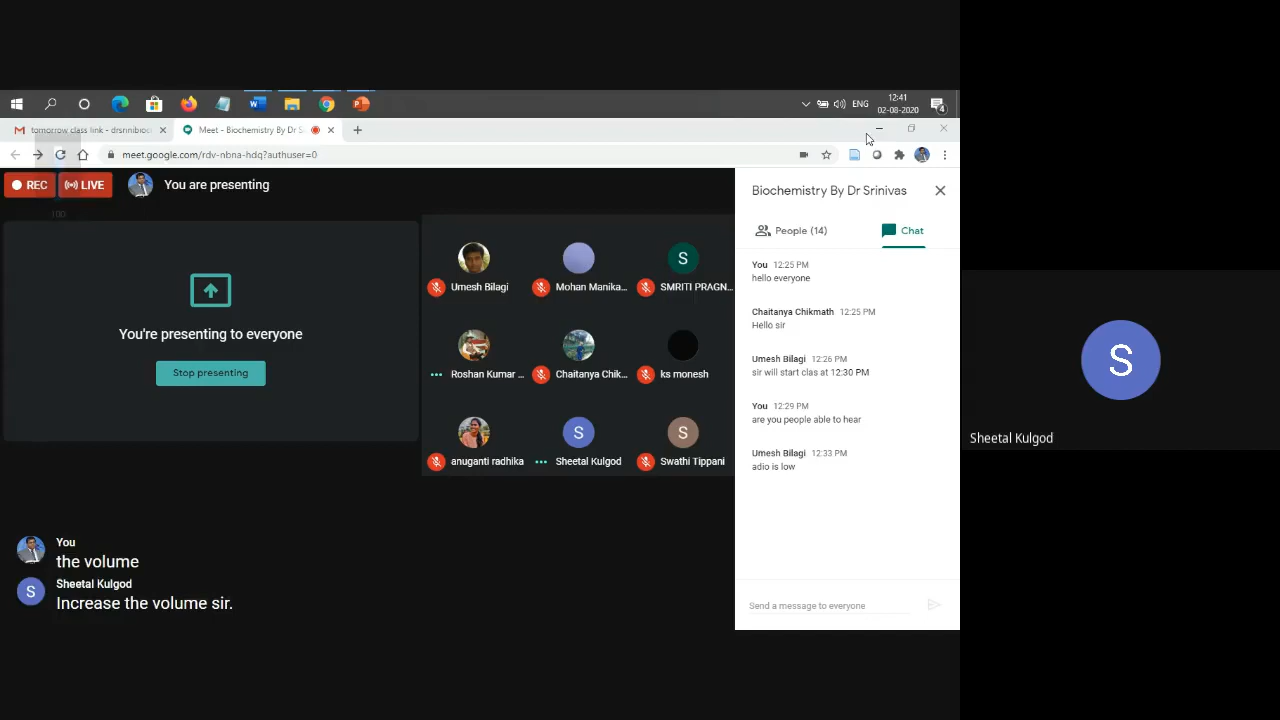 12:41
ENG
02-08-2020
4
tomorrow class link - drsrinibioc
Meet - Biochemistry By Dr S
meet.google.com/rdv-nbna-hdq?authuser=0
REC
LIVE
You are presenting
100
You're presenting to everyone
Stop presenting
Umesh Bilagi
Mohan Manika...
S
SMRITI PRAGN...
Roshan Kumar ...
Chaitanya Chik...
ks monesh
anuganti radhika
S
Sheetal Kulgod
S
Swathi Tippani
You
the volume
S
Sheetal Kulgod
Increase the volume sir.
Biochemistry By Dr Srinivas
People (14)
Chat
You 12:25 PM
hello everyone
Chaitanya Chikmath 12:25 PM
Hello sir
Umesh Bilagi 12:26 PM
sir will start clas at 12:30 PM
You 12:29 PM
are you people able to hear
Umesh Bilagi 12:33 PM
adio is low
Send a message to everyone
S
Sheetal Kulgod